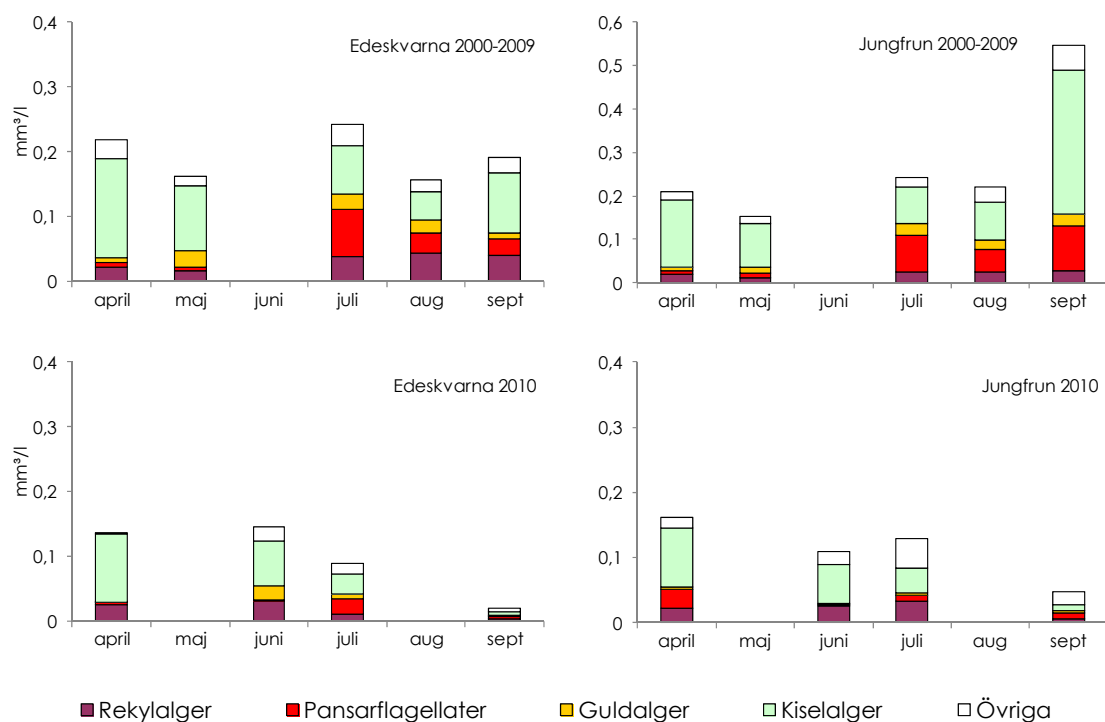 Edeskvarna 2000-2009
mm³/l
0,4
0,3
0,2
0,1
0
april maj juni juli aug sept
Jungfrun 2000-2009
0,6
0,5
0,4
0,3
0,2
0,1
0
april maj juni juli aug sept
Edeskvarna 2010
mm³/l
0,4
0,3
0,2
0,1
0
april maj juni juli aug sept
Jungfrun 2010
0,4
0,3
0,2
0,1
0
april maj juni juli aug sept
Rekylalger Pansarflagellater Guldalger Kiselalger Övriga